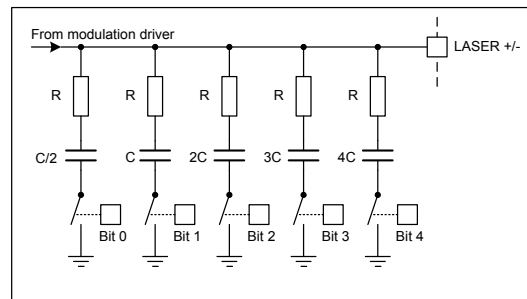 From modulation driver
LASER +/-
R R R R R
C/2 C 2C 3C 4C
Bit 0 Bit 1 Bit 2 Bit 3 Bit 4